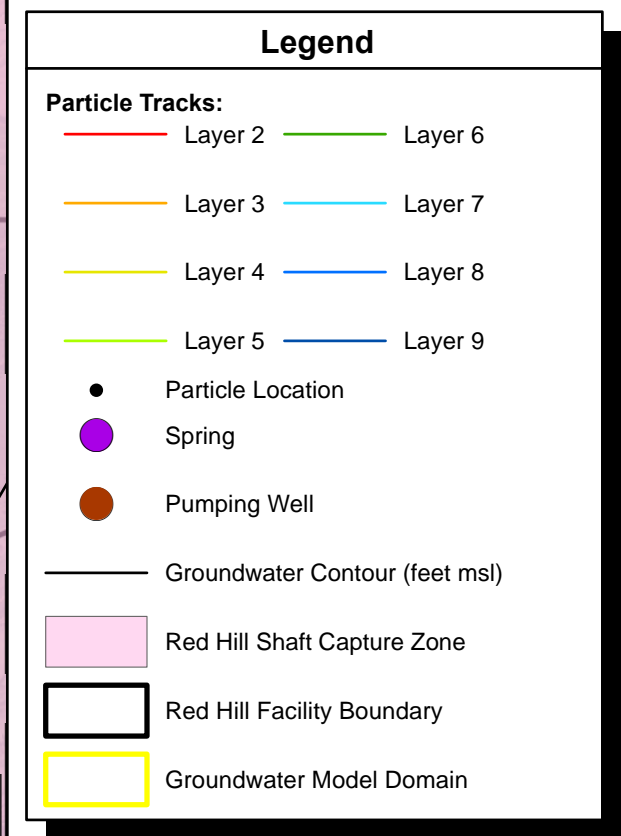 Legend
Particle Tracks:
Layer 2 Layer 6
Layer 3 Layer 7
Layer 4 Layer 8
Layer 5 Layer 9
Particle Location
Spring
Pumping Well
Groundwater Contour (feet msl)
Red Hill Shaft Capture Zone
Red Hill Facility Boundary
Groundwater Model Domain